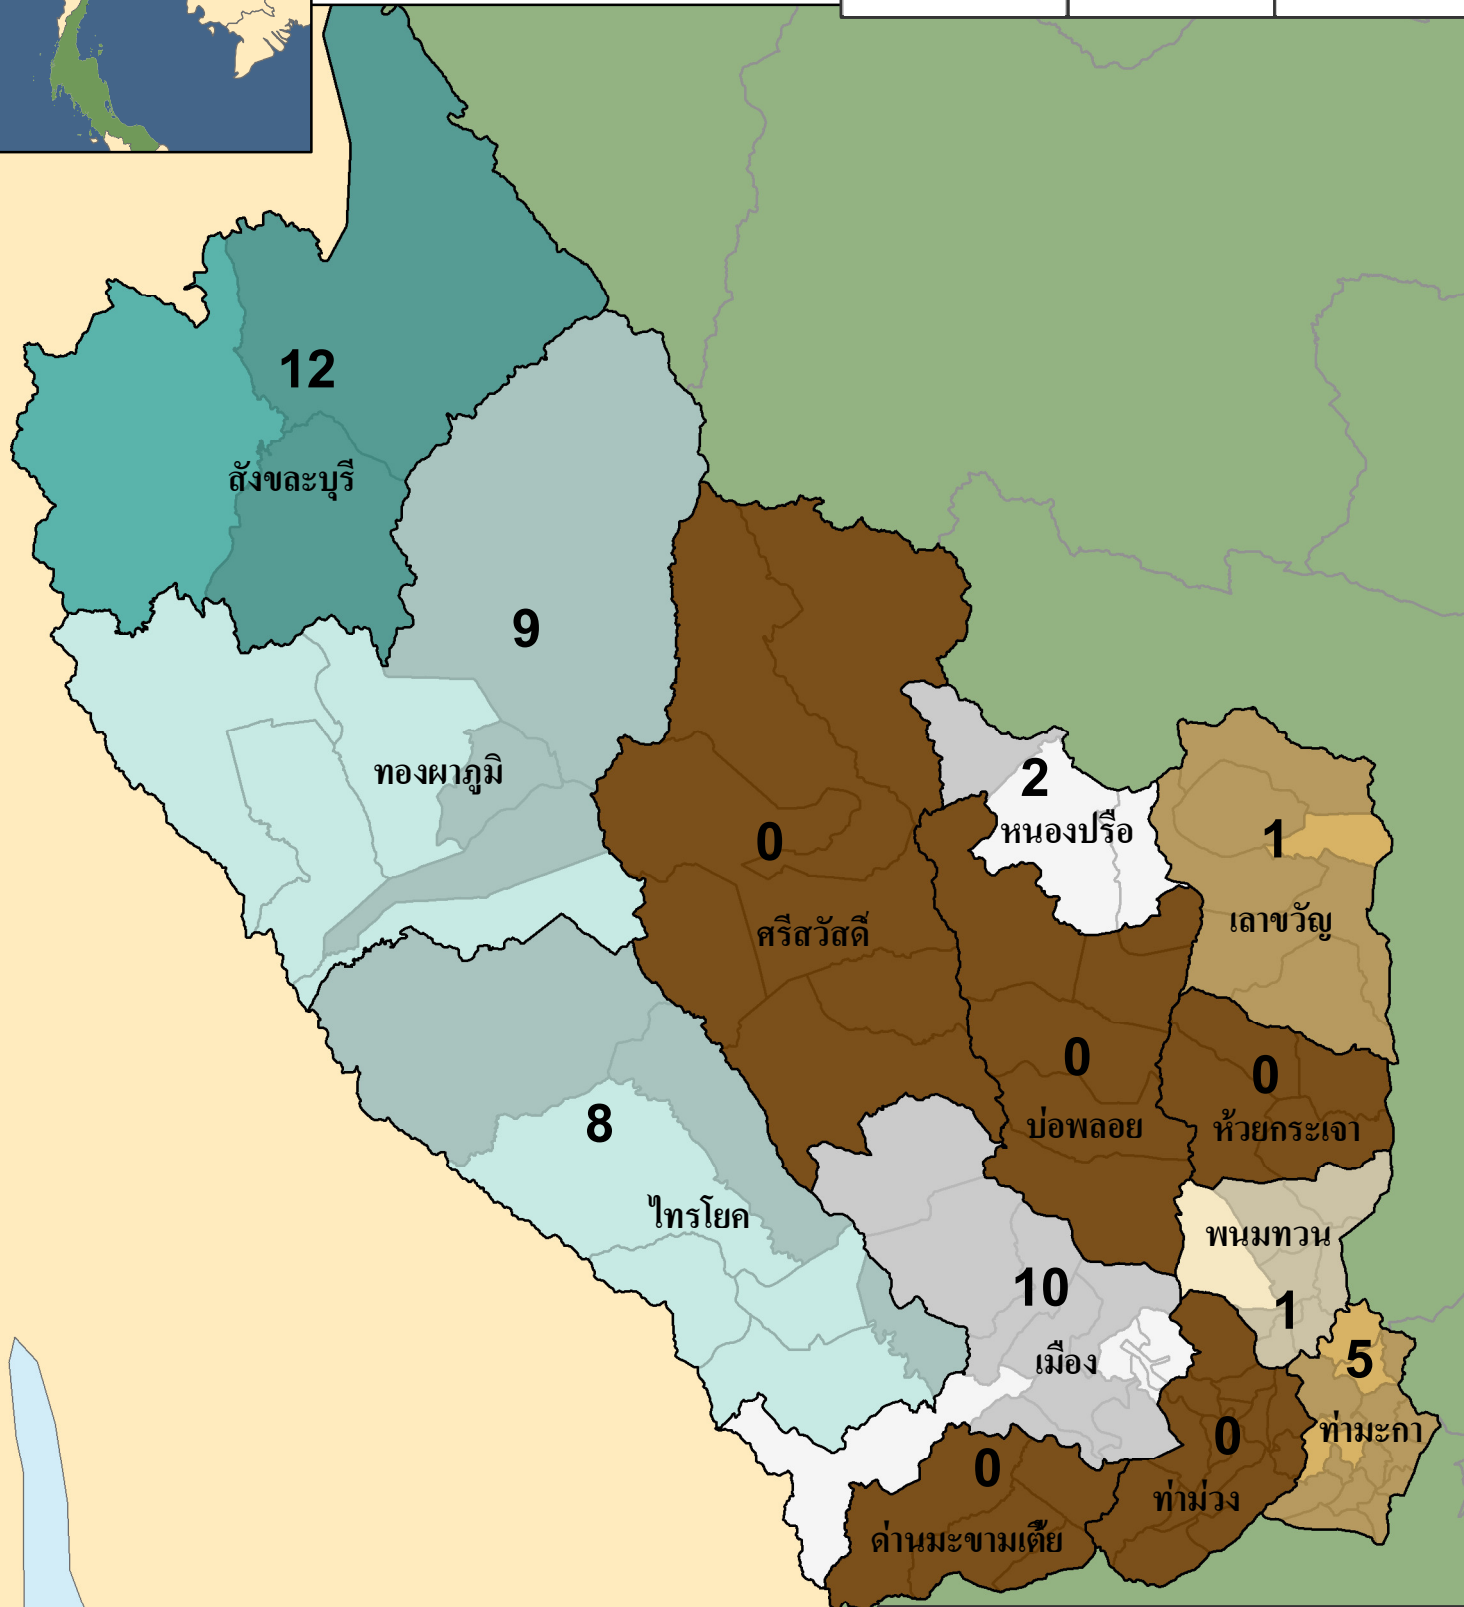 12
สังขละบุรี
9
ทองผาภูมิ
2
หนองปรือ
0
ศรีสวัสดิ์
1
เลาขวัญ
0
บ่อพลอย
0
ห้วยกระเจา
8
ไทรโยค
พนมทวน
1
10
เมือง
5
ท่ามะกา
0
ท่าม่วง
0
ด่านมะขามเตี้ย